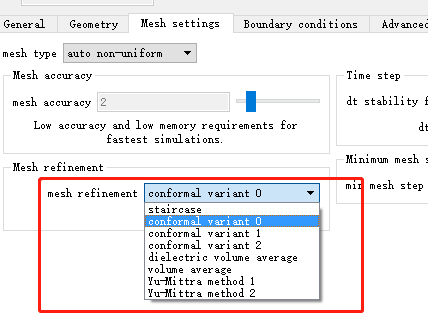 General Geometry Mesh settings Boundary conditions Advanced
mesh type auto non-uniform
Mesh accuracy Time step
mesh accuracy 2 dt stability f
Low accuracy and low memory requirements for dt
fastest simulations.
Mesh refinement Minimum mesh s
mesh refinement conformal variant 0 min mesh step
staircase
conformal variant 0
conformal variant 1
conformal variant 2
dielectric volume average
volume average
Yu-Mittra method 1
Yu-Mittra method 2